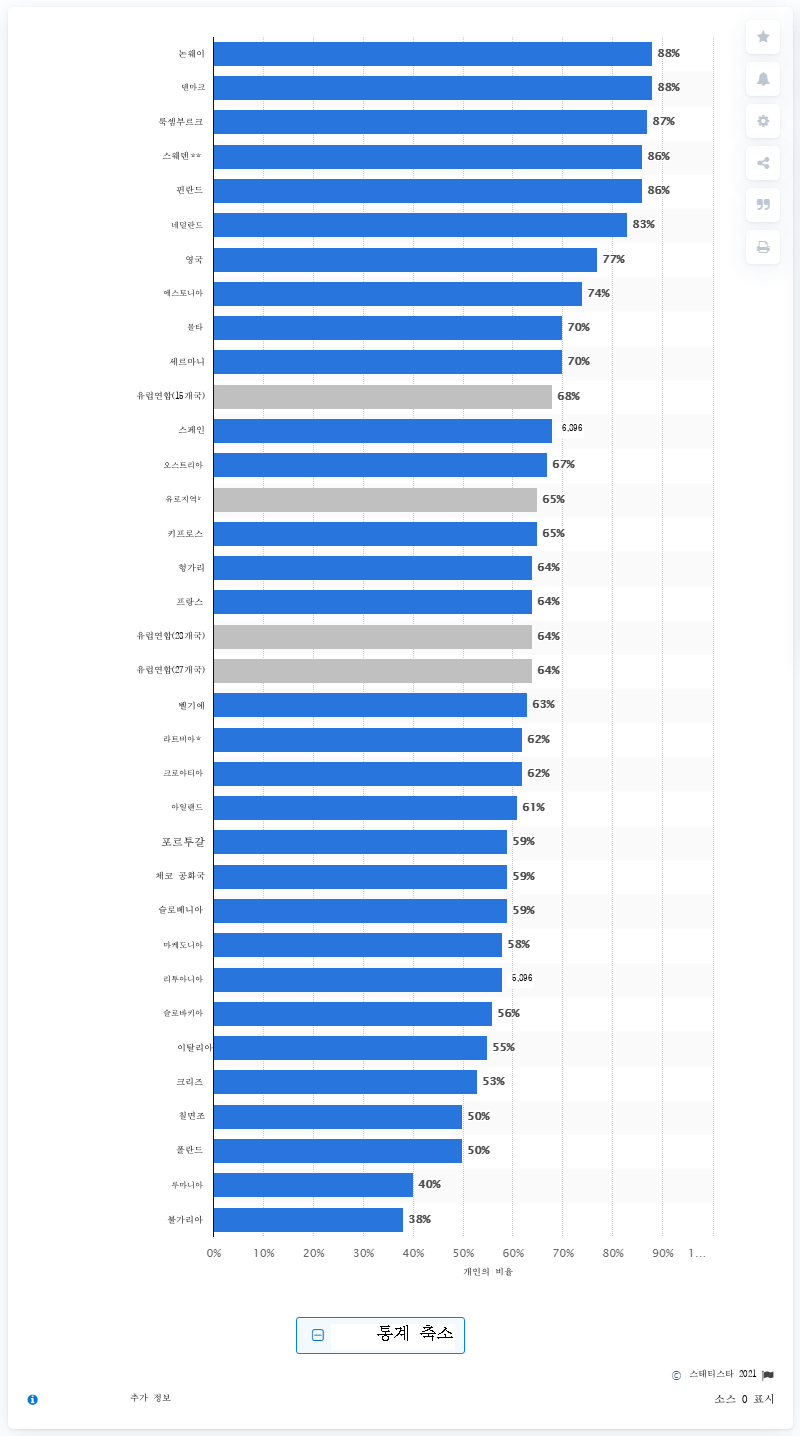 논웨이 88%
덴마크 88%
룩셈부르크 87%
스웨덴** 86%
핀란드 86%
네덜란드 83%
영국 77%
에스토니아 74%
몰타 70%
세르마니 70%
유럽연합(15개국) 68%
스페인 6,896
오스트리아 67%
유로지역* 65%
키프로스 65%
헝가리 64%
프랑스 64%
유럽연합(28개국) 64%
유럽연합(27개국) 64%
벨기에 63%
라트비아* 62%
크로아티아 62%
아일랜드 61%
포르투갈 59%
체코 공화국 59%
슬로베니아 59%
마케도니아 58%
리투아니아 5,896
슬로바키아 56%
이탈리아 55%
크리즈 53%
칠면조 50%
폴란드 50%
루마니아 40%
불가리아 38%
0% 10% 20% 30% 40% 50% 60% 70% 80% 90% 1...
개인의 비율
통계 축소
© 스태티스타 2021
추가 정보
소스 0 표시